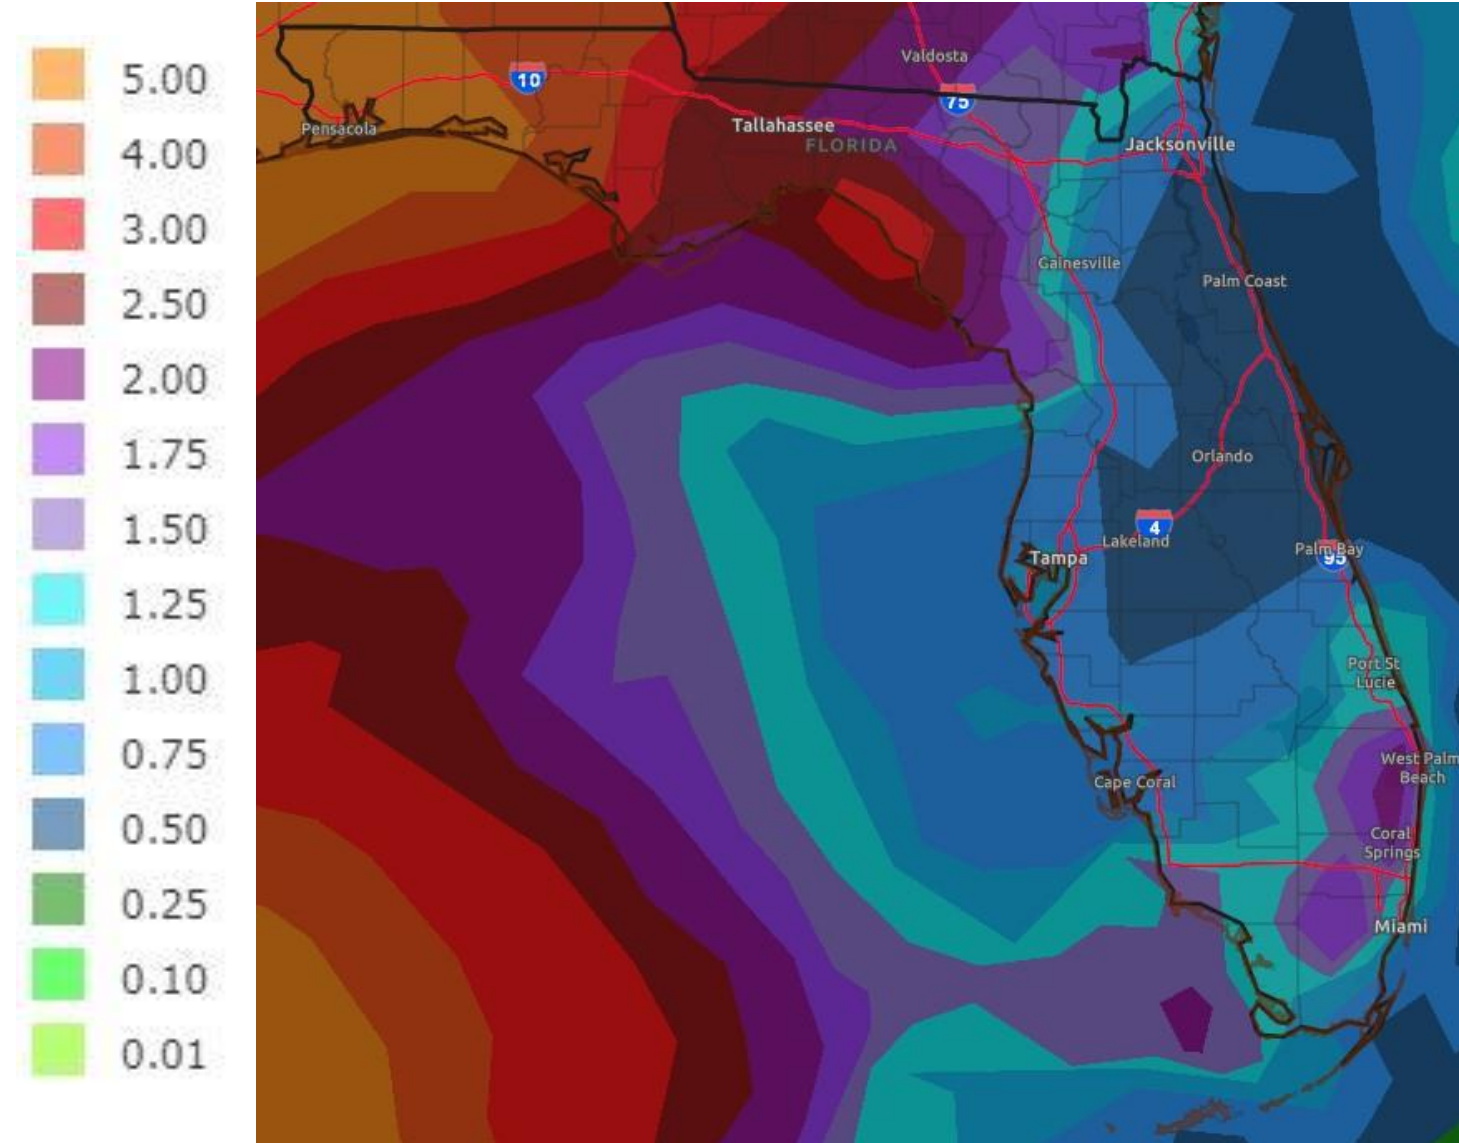 5.00
4.00
3.00
2.50
2.00
1.75
1.50
1.25
1.00
0.75
0.50
0.25
0.10
0.01
Valdosta
10
75
Pensacola
Tallahassee
FLORIDA
Jacksonville
Gainesville
Palm Coast
Orlando
4
Lakeland
Tampa
Palm Bay
95
Port St
Lucie
West Palm
Beach
Cape Coral
Coral
Springs
Miami